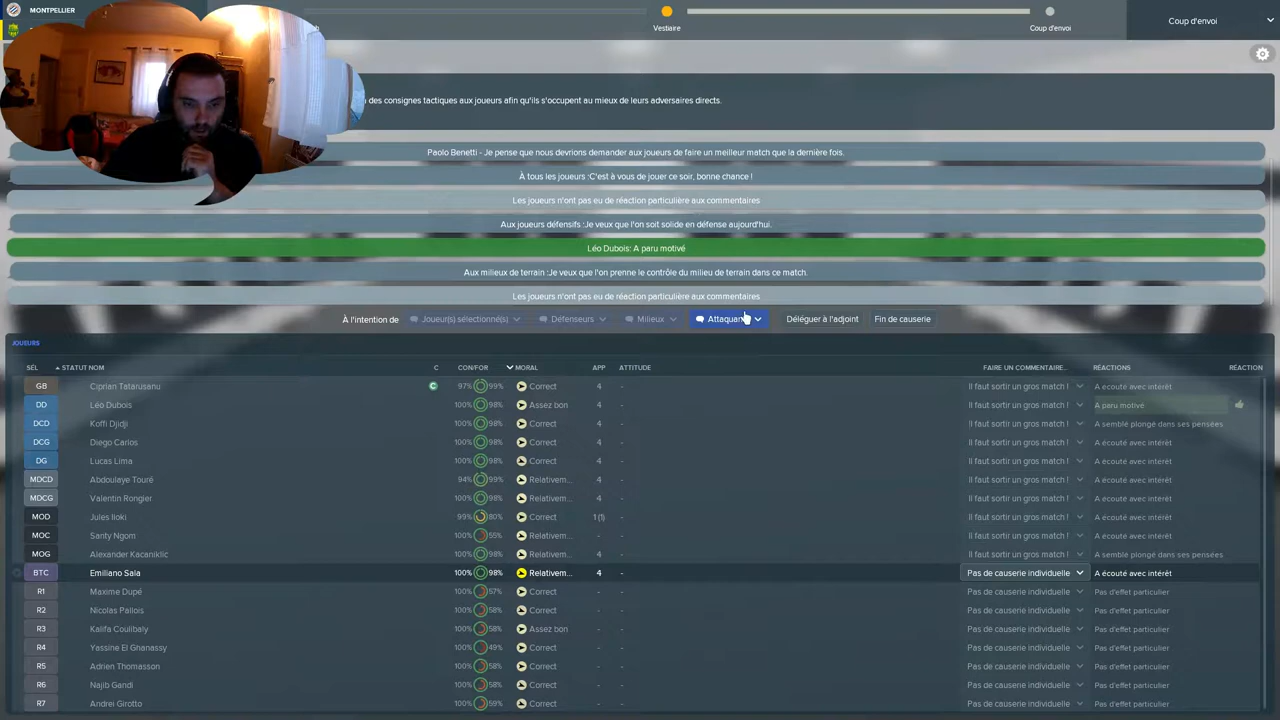 MONTPELLIER
Vestiaire
Coup d'envoi
Coup d'envoi
des consignes tactiques aux joueurs afin qu'ils s'occupent au mieux de leurs adversaires directs.
Paolo Benetti - Je pense que nous devrions demander aux joueurs de faire un meilleur match que la dernière fois.
À tous les joueurs :C'est à vous de jouer ce soir, bonne chance !
Les joueurs n'ont pas eu de réaction particulière aux commentaires
Aux joueurs défensifs :Je veux que l'on soit solide en défense aujourd'hui.
Léo Dubois: A paru motivé
Aux milieux de terrain :Je veux que l'on prenne le contrôle du milieu de terrain dans ce match.
Les joueurs n'ont pas eu de réaction particulière aux commentaires
À l'intention de Joueur(s) sélectionné(s) Défenseurs Milieux Attaquan Déléguer à l'adjoint Fin de causerie
JOUEURS
SEL STATUT NOM C CON/FOR MORAL APP ATTITUDE FAIRE UN COMMENTAIRE... RÉACTIONS RÉACTION
GB Ciprian Tatarusanu C 97% 99% Correct 4 - Il faut sortir un gros match ! A écouté avec intérêt
DD Léo Dubois 100% 98% Assez bon 4 - Il faut sortir un gros match ! A paru motivé
DCD Koffi Djidji 100% 98% Correct 4 - Il faut sortir un gros match ! A semblé plongé dans ses pensées
DCG Diego Carlos 100% 98% Correct 4 - Il faut sortir un gros match ! A écouté avec intérêt
DG Lucas Lima 100% 98% Correct 4 - Il faut sortir un gros match ! A écouté avec intérêt
MDCD Abdoulaye Touré 94% 99% Relativem... 4 - Il faut sortir un gros match ! A écouté avec intérêt
MDCG Valentin Rongier 100% 98% Relativem... 4 - Il faut sortir un gros match ! A écouté avec intérêt
MOD Jules Iloki 99% 80% Correct 1 (1) - Il faut sortir un gros match ! A écouté avec intérêt
MOC Santy Ngom 100% 55% Relativem... - - Il faut sortir un gros match ! A écouté avec intérêt
MOG Alexander Kacaniklic 100% 98% Relativem... 4 - Il faut sortir un gros match ! A semblé plongé dans ses pensées
BTC Emiliano Sala 100% 98% Relativem... 4 - Pas de causerie individuelle A écouté avec intérêt
R1 Maxime Dupé 100% 57% Correct - - Pas de causerie individuelle Pas d'effet particulier
R2 Nicolas Pallois 100% 58% Correct - - Pas de causerie individuelle Pas d'effet particulier
R3 Kalifa Coulibaly 100% 58% Assez bon - - Pas de causerie individuelle Pas d'effet particulier
R4 Yassine El Ghanassy 100% 49% Correct - - Pas de causerie individuelle Pas d'effet particulier
R5 Adrien Thomasson 100% 58% Correct - - Pas de causerie individuelle Pas d'effet particulier
R6 Najib Gandi 100% 58% Correct - - Pas de causerie individuelle Pas d'effet particulier
R7 Andrei Girotto 100% 59% Correct - - Pas de causerie individuelle Pas d'effet particulier